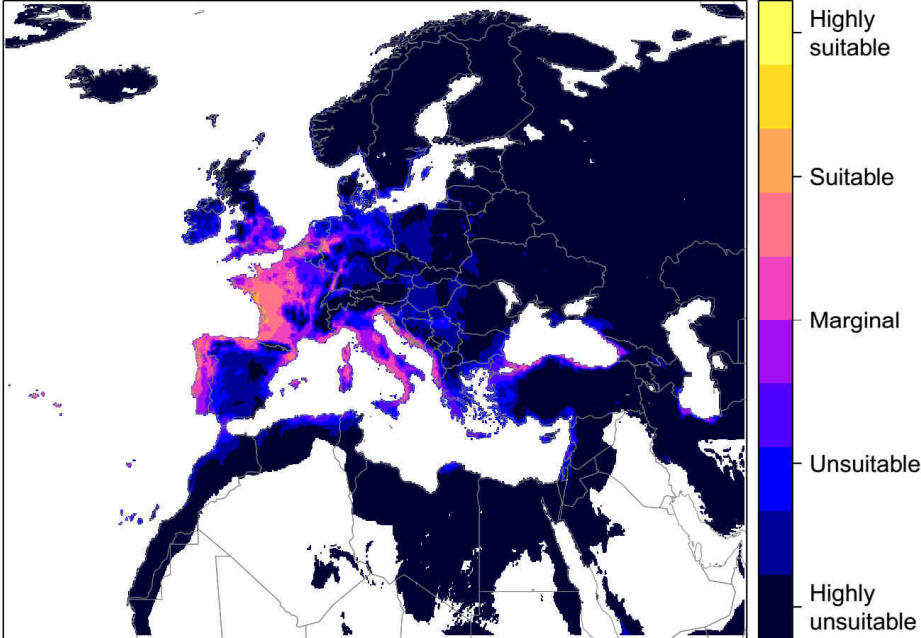 Highly
suitable
Suitable
Marginal
Unsuitable
Highly
unsuitable